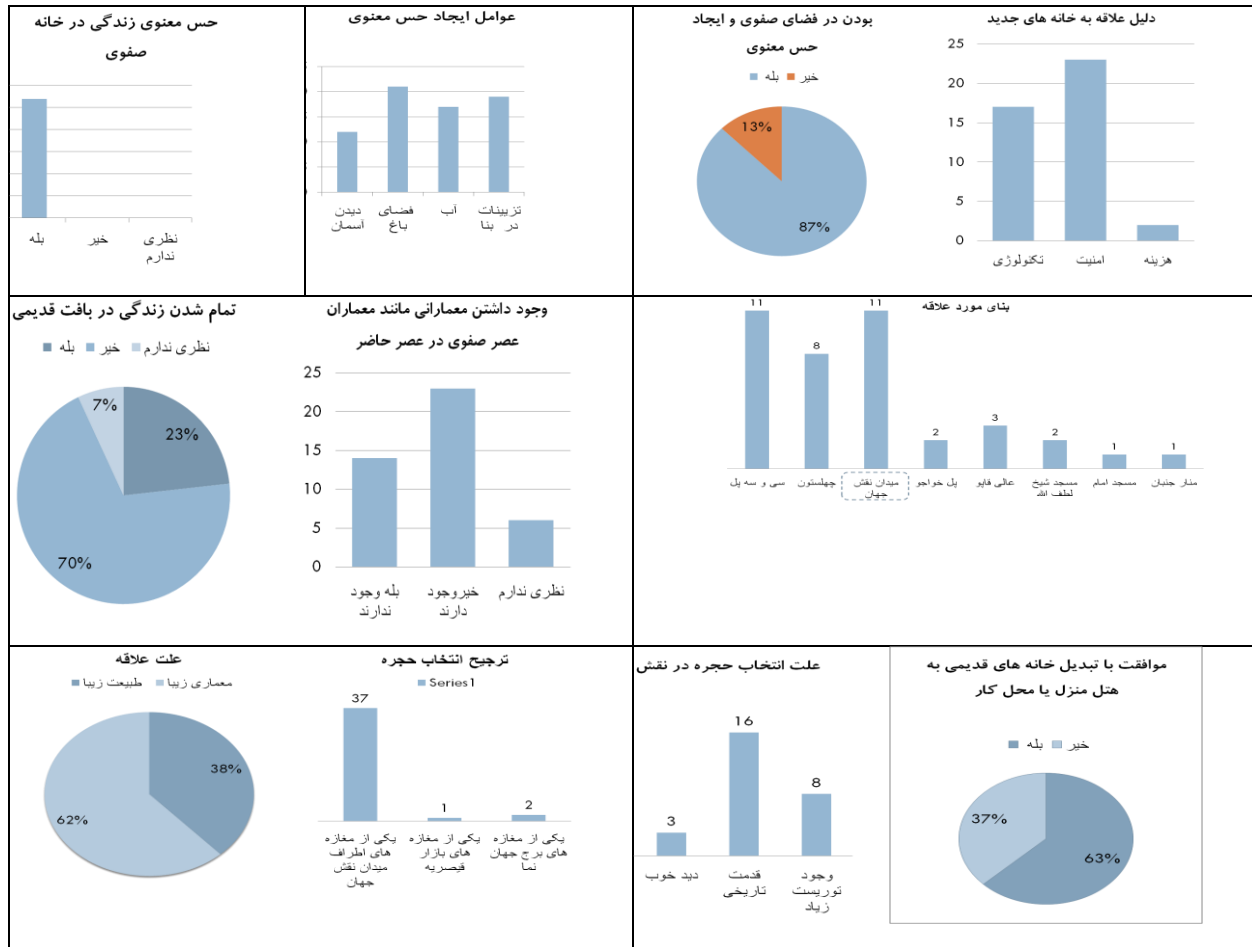 حس معنوی زندگی در خانه
صفوی
بله
خیر
نظری
ندارم
عوامل ایجاد حس معنوی
دیدن
آسمان
فضای
باغ
آب
تزیینات
در بنا
بودن در فضای صفوی و ایجاد
حس معنوی
بله خیر
13%
87%
دلیل علاقه به خانه های جدید
25
20
15
10
5
0
تکنولوژی
امنیت
هزینه
تمام شدن زندگی در بافت قدیمی
بله خیر نظری ندارم
7%
23%
70%
وجود داشتن معمارانی مانند معماران
عصر صفوی در عصر حاضر
25
20
15
10
5
0
بله وجود
ندارند
خیروجود
دارند
نظری ندارم
بنای مورد علاقه
11
8
11
2
3
2
1
1
سی و سه پل
چهلستون
میدان نقش
جهان
پل خواجو
عالی قاپو
مسجد شیخ
لطف الله
مسجد امام
منار جنبان
علت علاقه
طبیعت زیبا معماری زیبا
38%
62%
ترجیح انتخاب حجره
Series1
37
1
2
یکی از مغازه
های اطراف
میدان نقش
جهان
یکی از مغازه
های بازار
قیصریه
یکی از مغازه
های برج جهان
نما
علت انتخاب حجره در نقش
3
16
8
دید خوب
قدمت
تاریخی
وجود
توریست
زیاد
موافقت با تبدیل خانه های قدیمی به
هتل منزل یا محل کار
بله خیر
37%
63%